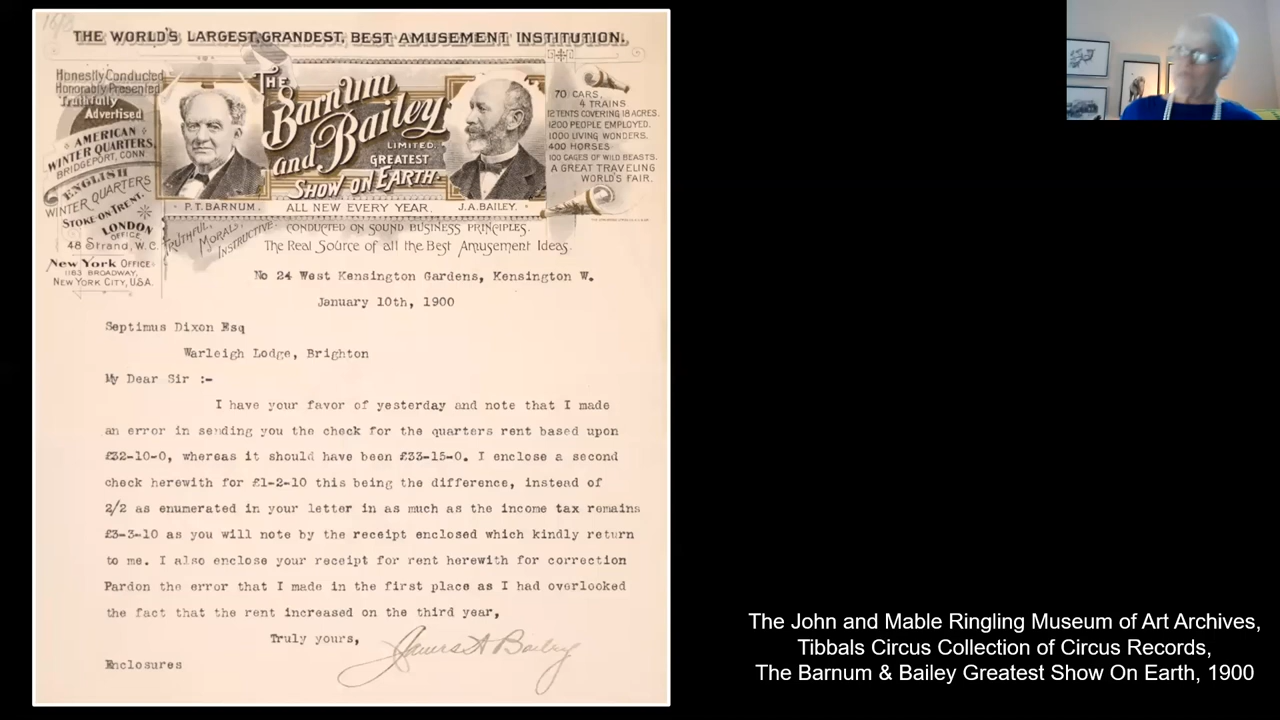 16/8
THE WORLD'S LARGEST, GRANDEST, BEST AMUSEMENT INSTITUTION.
Honestly Conducted
Honorably Presented
Truthfully
Advertised
AMERICAN
WINTER QUARTERS,
BRIDGEPORT, CONN
ENGLISH
WINTER QUARTERS
STOKE-ON-TRENT.
LONDON
OFFICE
48 Strand, W.C.
New York OFFICE
1183 BROADWAY,
NEW YORK CITY, U.S.A.
THE
Barnum
and Bailey
LIMITED.
GREATEST
SHOW ON EARTH.
P.T. BARNUM.
ALL NEW EVERY YEAR.
J.A. BAILEY.
70 CARS,
4 TRAINS
12 TENTS COVERING 18 ACRES.
1200 PEOPLE EMPLOYED.
1000 LIVING WONDERS.
400 HORSES
100 CAGES OF WILD BEASTS.
A GREAT TRAVELING
WORLD'S FAIR.
TRUTHFUL,
MORAL,
INSTRUCTIVE.
CONDUCTED ON SOUND BUSINESS PRINCIPLES.
The Real Source of all the Best Amusement Ideas.
No 24 West Kensington Gardens, Kensington W.
January 10th, 1900
Septimus Dixon Esq
Warleigh Lodge, Brighton
My Dear Sir :-
I have your favor of yesterday and note that I made
an error in sending you the check for the quarters rent based upon
£32-10-0, whereas it should have been £33-15-0. I enclose a second
check herewith for £1-2-10 this being the difference, instead of
2/2 as enumerated in your letter in as much as the income tax remains
£3-3-10 as you will note by the receipt enclosed which kindly return
to me. I also enclose your receipt for rent herewith for correction
Pardon the error that I made in the first place as I had overlooked
the fact that the rent increased on the third year,
Truly yours,
James A Bailey
Enclosures
The John and Mable Ringling Museum of Art Archives,
Tibbals Circus Collection of Circus Records,
The Barnum & Bailey Greatest Show On Earth, 1900